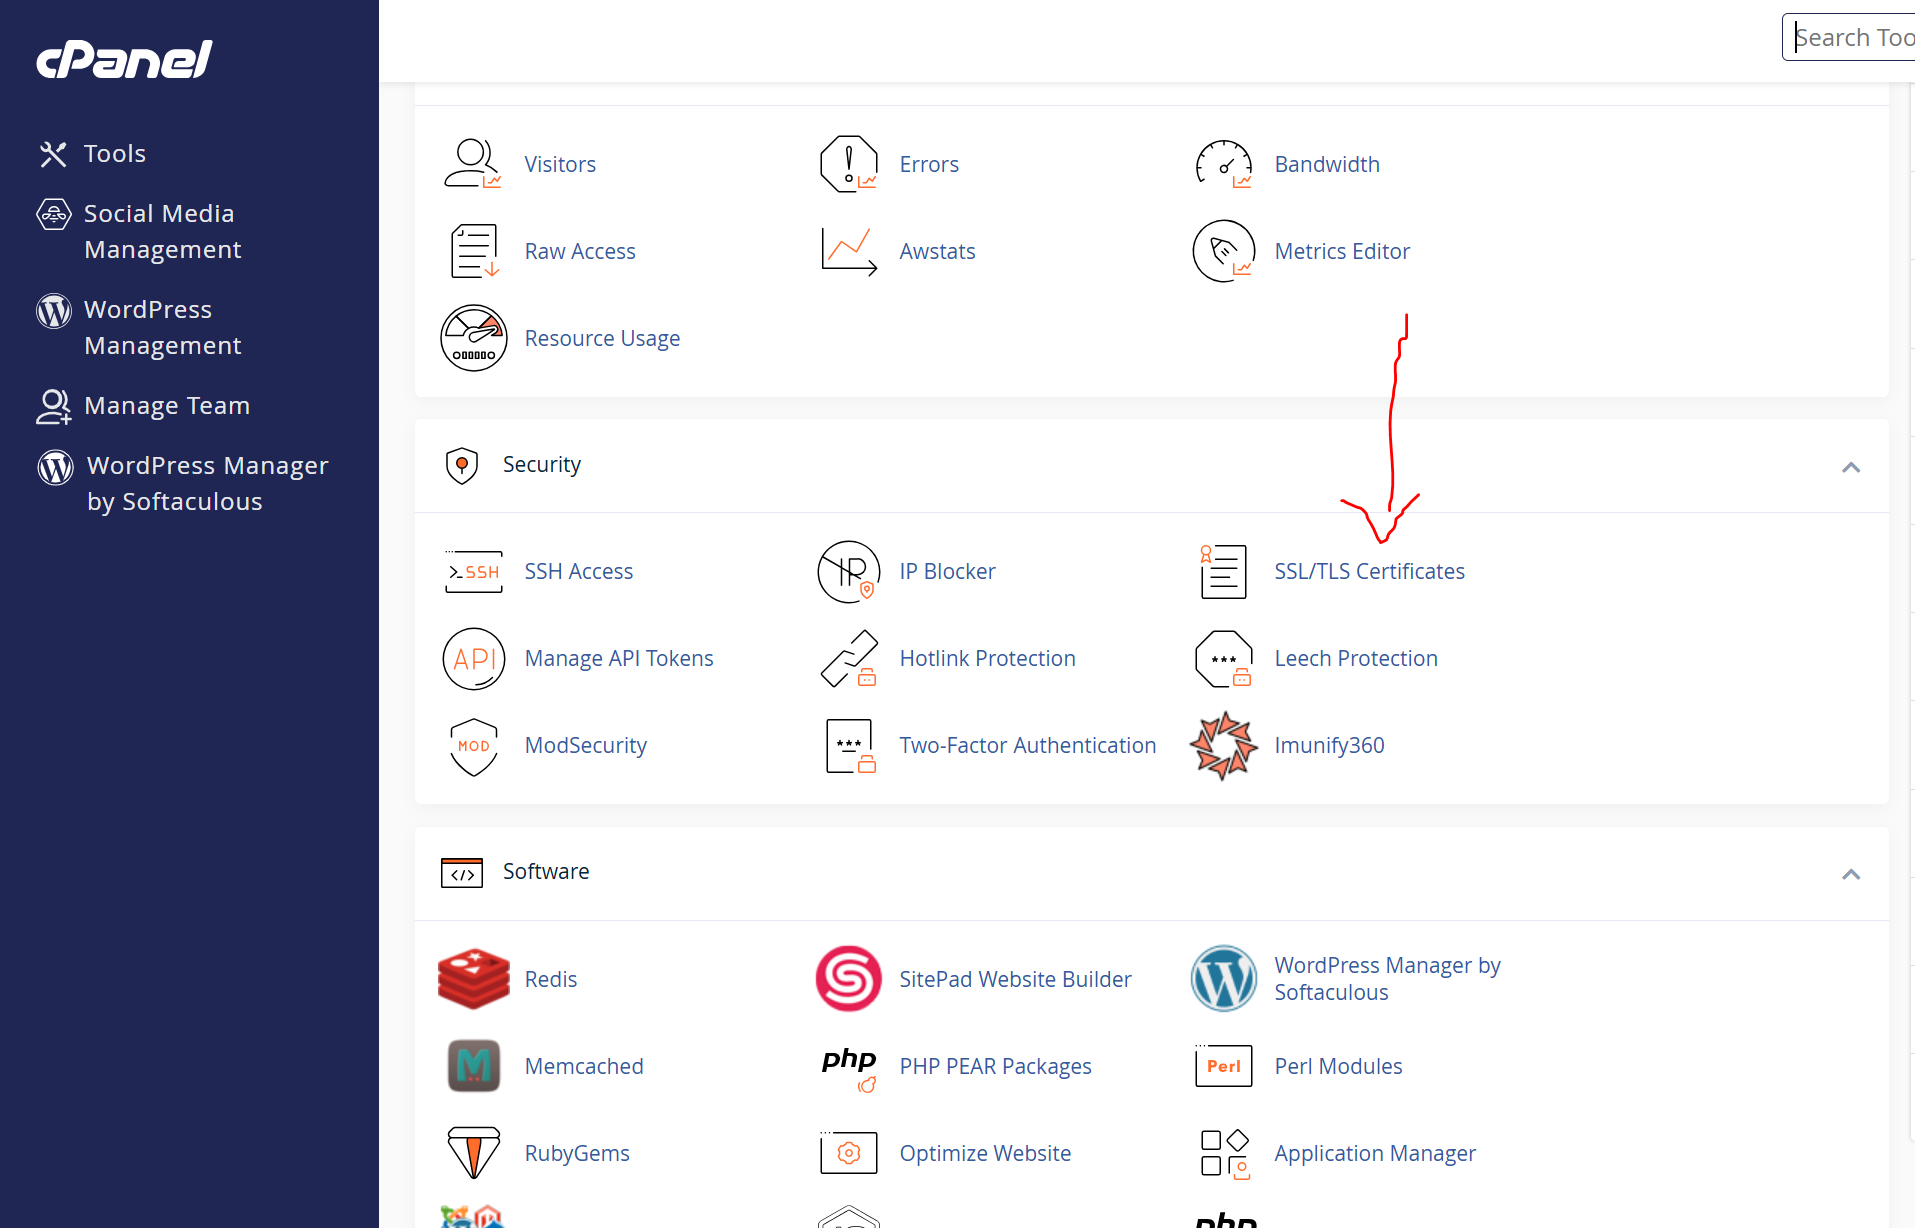 cPanel
Search Too
Tools
Social Media
Management
WordPress
Management
Manage Team
WordPress Manager
by Softaculous
Visitors
Errors
Bandwidth
Raw Access
Awstats
Metrics Editor
Resource Usage
Security
>_SSH
SSH Access
IP
IP Blocker
SSL/TLS Certificates
API
Manage API Tokens
Hotlink Protection
***
Leech Protection
MOD
ModSecurity
***
Two-Factor Authentication
Imunify360
</>
Software
Redis
S
SitePad Website Builder
W
WordPress Manager by
Softaculous
M
Memcached
php
PHP PEAR Packages
Perl
Perl Modules
RubyGems
Optimize Website
Application Manager
php